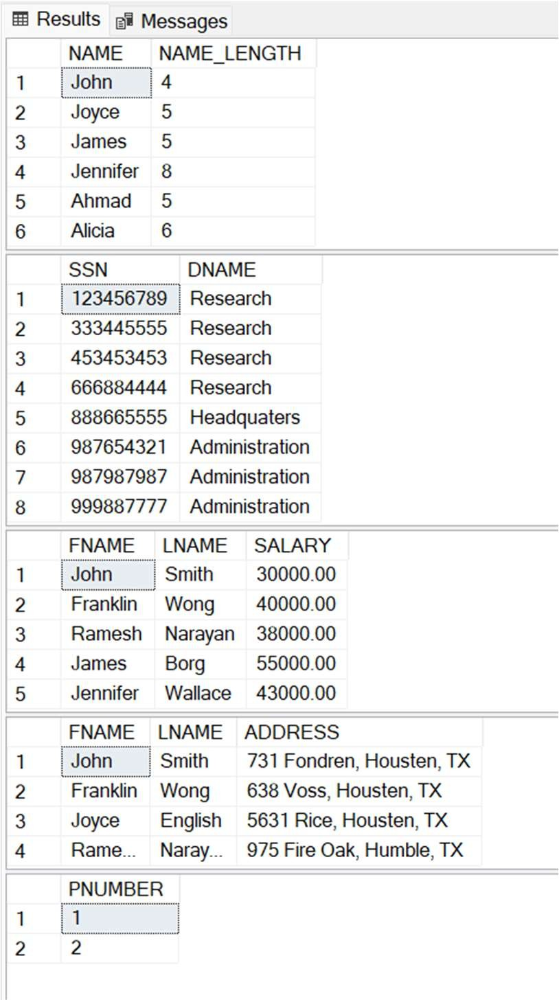 Results Messages
NAME NAME_LENGTH
1 John 4
2 Joyce 5
3 James 5
4 Jennifer 8
5 Ahmad 5
6 Alicia 6
SSN DNAME
1 123456789 Research
2 333445555 Research
3 453453453 Research
4 666884444 Research
5 888665555 Headquaters
6 987654321 Administration
7 987987987 Administration
8 999887777 Administration
FNAME LNAME SALARY
1 John Smith 30000.00
2 Franklin Wong 40000.00
3 Ramesh Narayan 38000.00
4 James Borg 55000.00
5 Jennifer Wallace 43000.00
FNAME LNAME ADDRESS
1 John Smith 731 Fondren, Housten, TX
2 Franklin Wong 638 Voss, Housten, TX
3 Joyce English 5631 Rice, Housten, TX
4 Rame... Naray... 975 Fire Oak, Humble, TX
PNUMBER
1 1
2 2